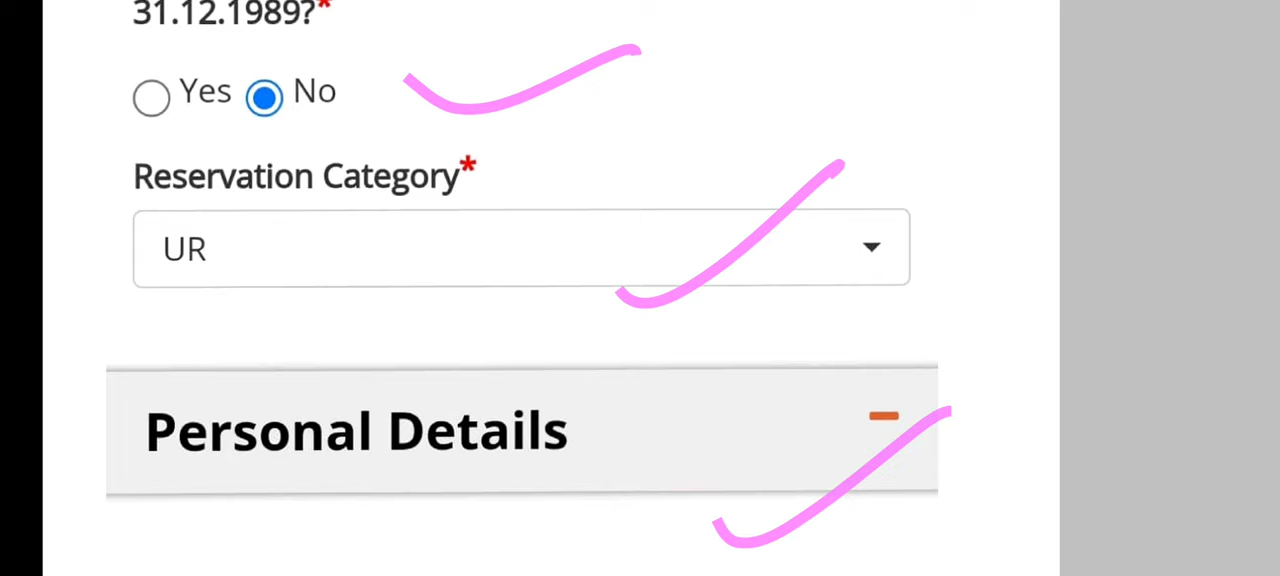 31.12.1989?*
Yes No
Reservation Category*
UR
Personal Details